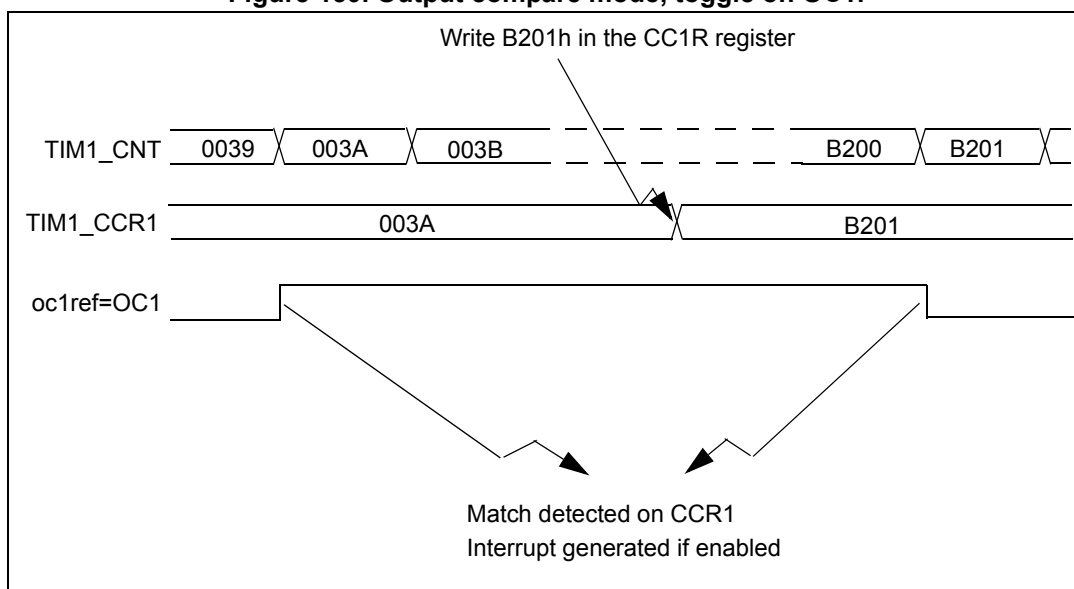 Figure Output compare mode, toggle on OC1.
Write B201h in the CC1R register
TIM1_CNT 0039 003A 003B B200 B201
TIM1_CCR1 003A B201
oc1ref=OC1
Match detected on CCR1
Interrupt generated if enabled